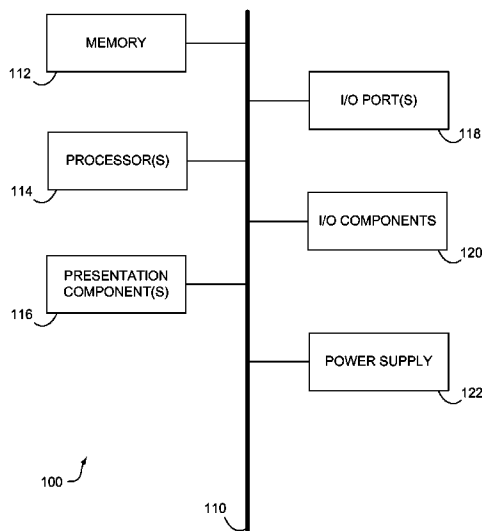 MEMORY
112
I/O PORT(S)
118
PROCESSOR(S)
114
I/O COMPONENTS
120
PRESENTATION
COMPONENT(S)
116
POWER SUPPLY
122
100
110